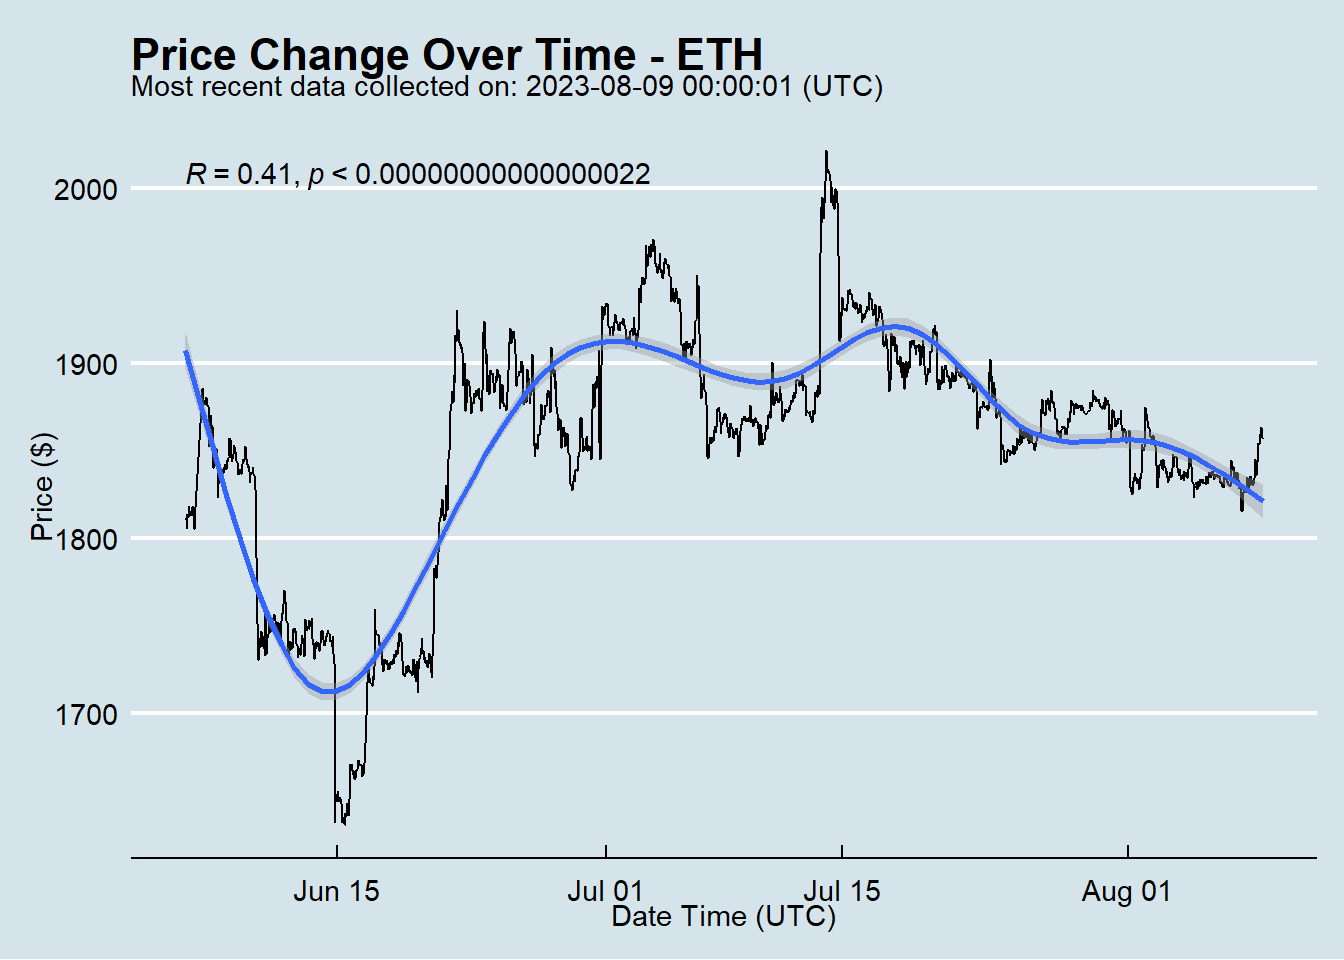 Price Change Over Time - ETH
Most recent data collected on: 2023-08-09 00:00:01 (UTC)
R = 0.41, p < 0.00000000000000022
2000
1900
1800
1700
Price ($)
Jun 15
Jul 01
Jul 15
Aug 01
Date Time (UTC)